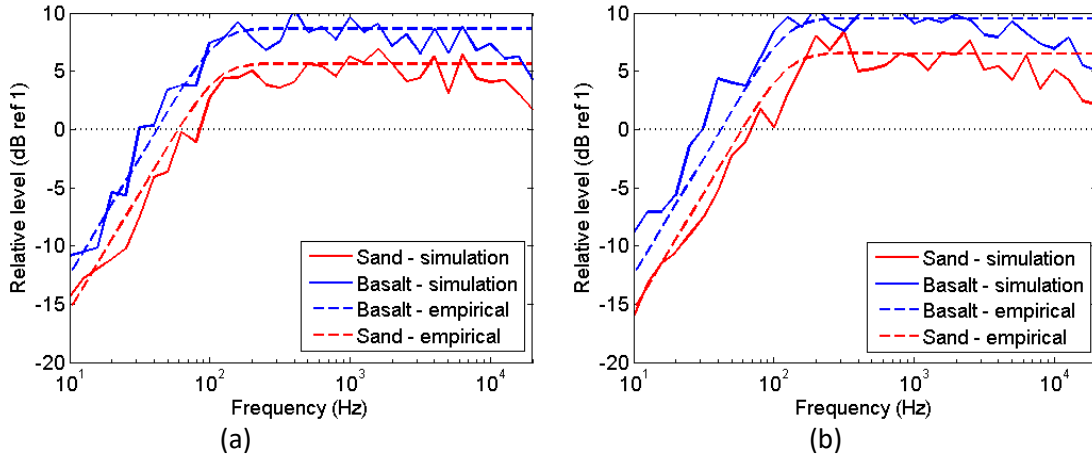 10
5
0
-5
-10
-15
-20
Relative level (dB ref 1)
10^1
10^2
10^3
10^4
Frequency (Hz)
Sand - simulation
Basalt - simulation
Basalt - empirical
Sand - empirical
(a)
10
5
0
-5
-10
-15
-20
Relative level (dB ref 1)
10^1
10^2
10^3
10^4
Frequency (Hz)
Sand - simulation
Basalt - simulation
Basalt - empirical
Sand - empirical
(b)